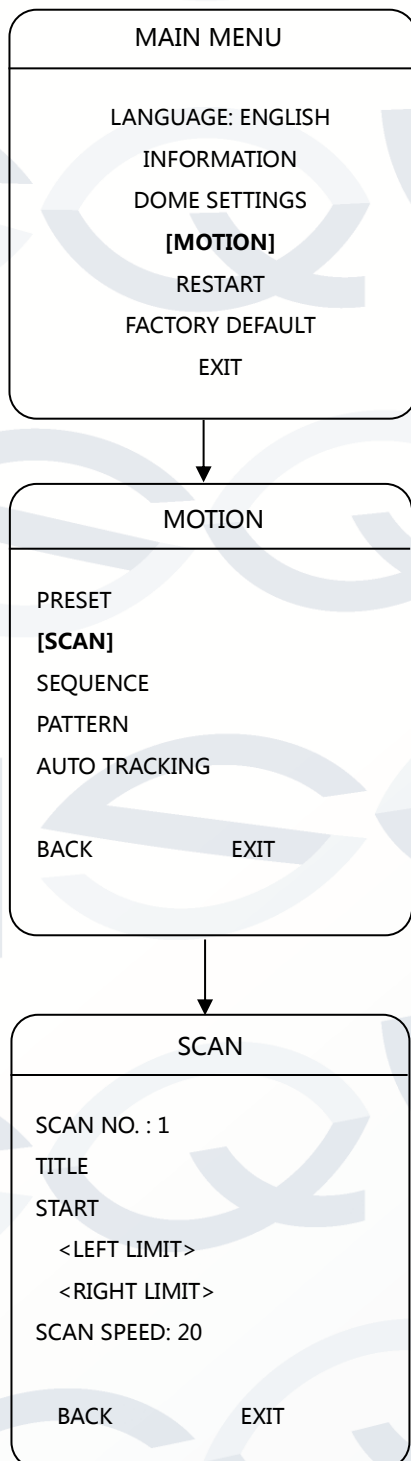 MAIN MENU
LANGUAGE: ENGLISH
INFORMATION
DOME SETTINGS
[MOTION]
RESTART
FACTORY DEFAULT
EXIT
MOTION
PRESET
[SCAN]
SEQUENCE
PATTERN
AUTO TRACKING
BACK EXIT
SCAN
SCAN NO. : 1
TITLE
START
<LEFT LIMIT>
<RIGHT LIMIT>
SCAN SPEED: 20
BACK EXIT